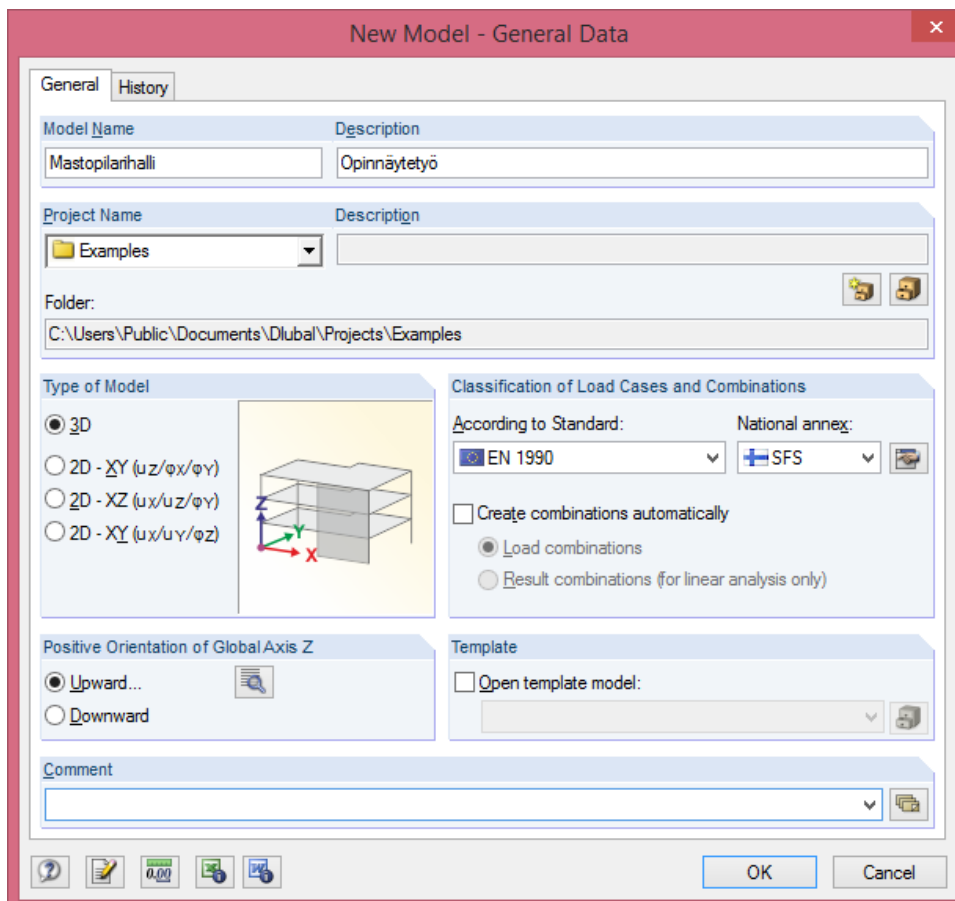 New Model - General Data
General
History
Model Name
Description
Mastopilarihalli
Opinnäytetyö
Project Name
Description
Examples
Folder:
C:\Users\Public\Documents\Dlubal\Projects\Examples
Type of Model
3D
2D - XY (uZ/φX/φY)
2D - XZ (uX/uZ/φY)
2D - XY (uX/uY/φZ)
Z
Y
X
Classification of Load Cases and Combinations
According to Standard:
National annex:
EN 1990
SFS
Create combinations automatically
Load combinations
Result combinations (for linear analysis only)
Positive Orientation of Global Axis Z
Upward...
Downward
Template
Open template model:
Comment
0.00
OK
Cancel